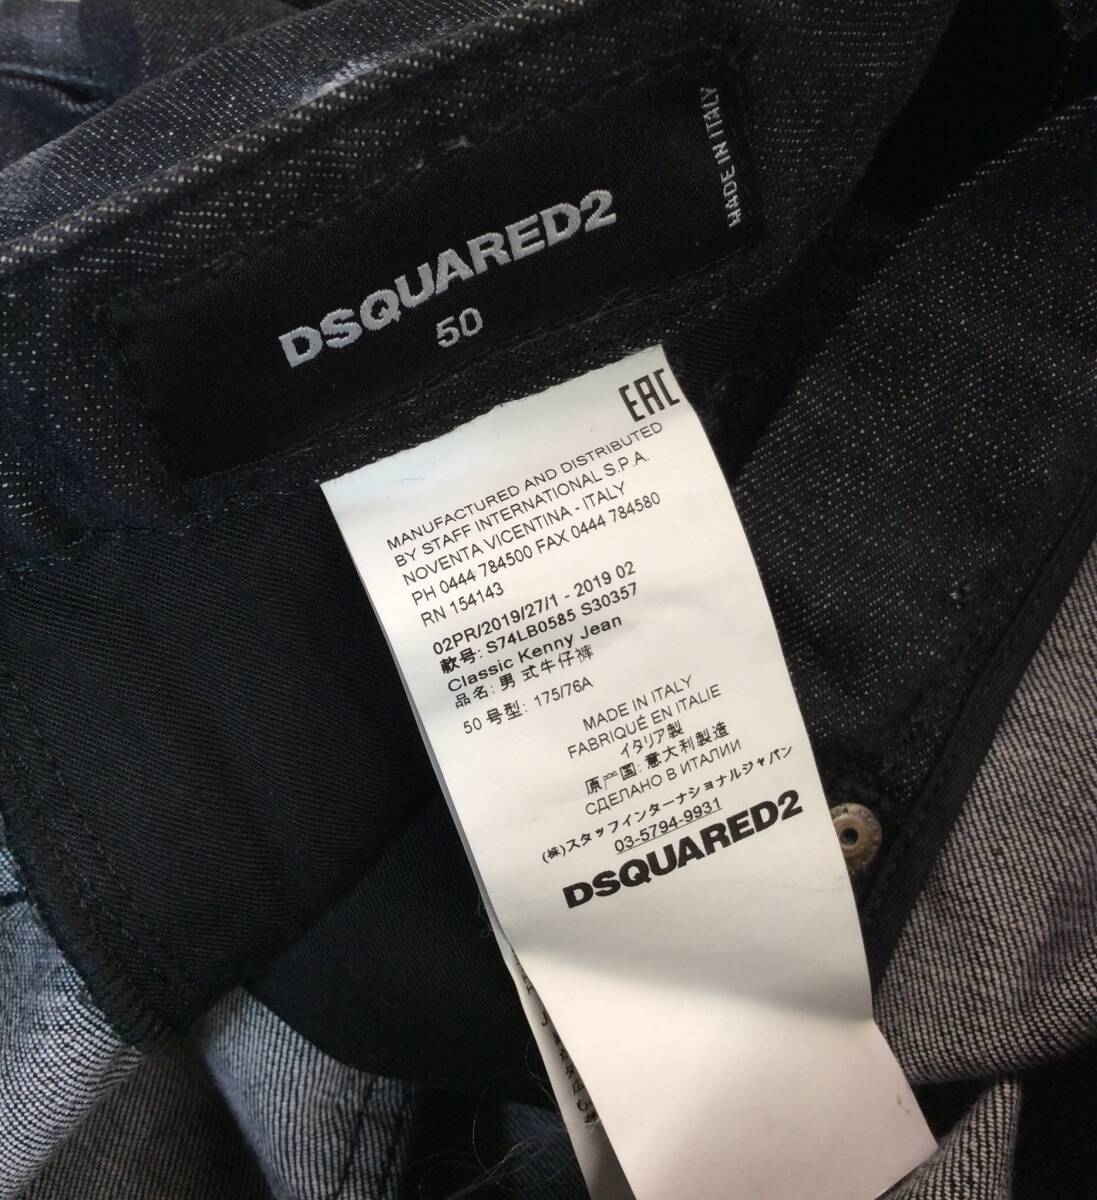 DSQUARED2
50
MADE IN ITALY
EAC
MANUFACTURED AND DISTRIBUTED
BY STAFF INTERNATIONAL S.P.A.
NOVENTA VICENTINA - ITALY
PH 0444 784500 FAX 0444 784580
RN 154143
02PR/2019/27/1 - 2019 02
款号: S74LB0585 S30357
Classic Kenny Jean
品名: 男 式牛仔裤
50 号型: 175/76A
MADE IN ITALY
FABRIQUÉ EN ITALIE
イタリア製
原产国: 意大利製造
СДЕЛАНО В ИТАЛИИ
(株)スタッフインターナショナルジャパン
03-5794-9931
DSQUARED2